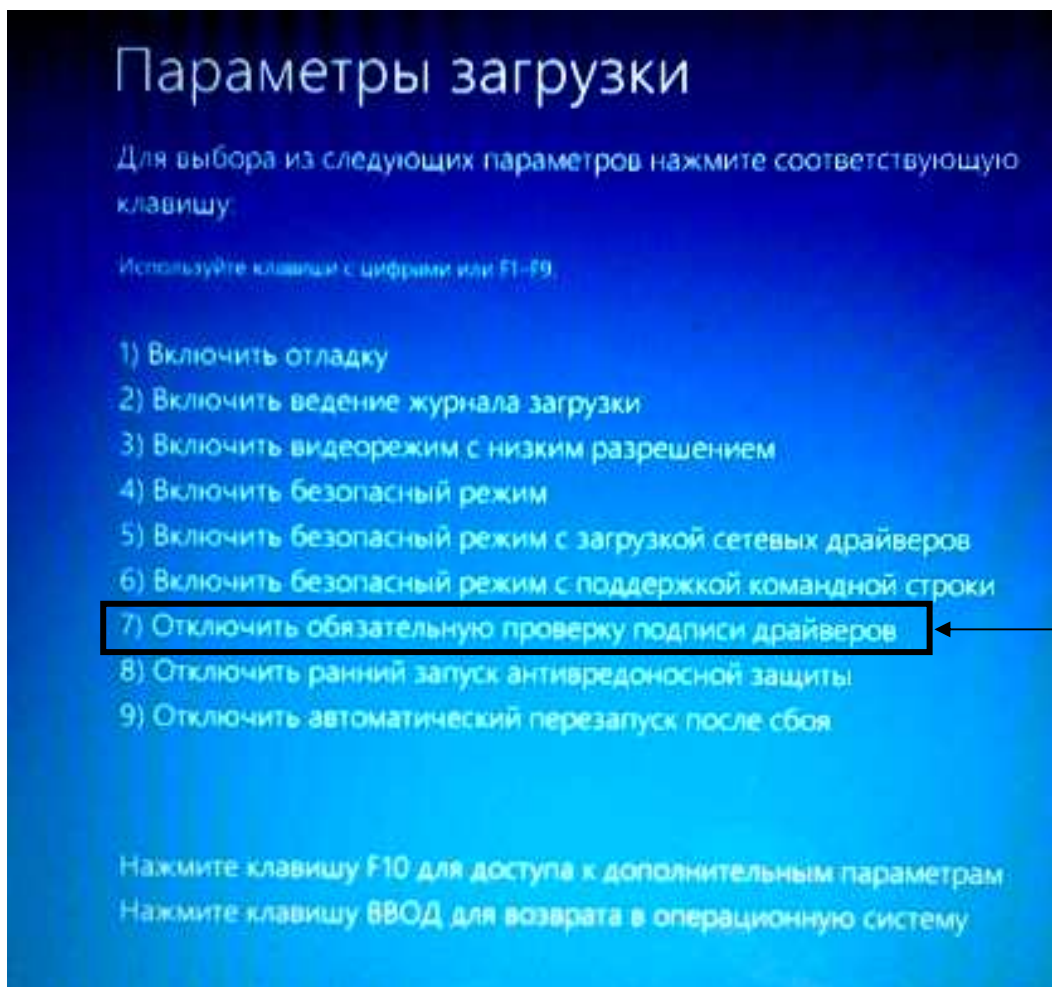 Параметры загрузки
Для выбора из следующих параметров нажмите соответствующую
клавишу:
Используйте клавиши с цифрами или F1-F9.
1) Включить отладку
2) Включить ведение журнала загрузки
3) Включить видеорежим с низким разрешением
4) Включить безопасный режим
5) Включить безопасный режим с загрузкой сетевых драйверов
6) Включить безопасный режим с поддержкой командной строки
7) Отключить обязательную проверку подписи драйверов
8) Отключить ранний запуск антивредоносной защиты
9) Отключить автоматический перезапуск после сбоя
Нажмите клавишу F10 для доступа к дополнительным параметрам
Нажмите клавишу ВВОД для возврата в операционную систему